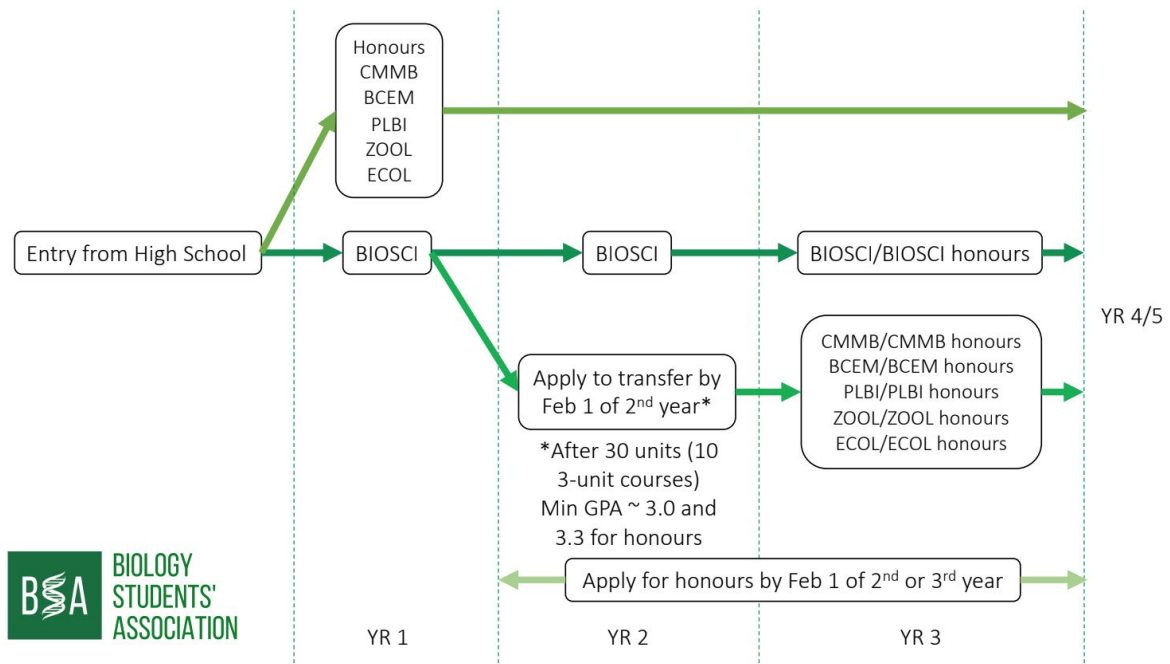 Honours
CMMB
BCEM
PLBI
ZOOL
ECOL
Entry from High School
BIOSCI
BIOSCI
BIOSCI/BIOSCI honours
YR 4/5
Apply to transfer by
Feb 1 of 2nd year*
*After 30 units (10
3-unit courses)
Min GPA ~ 3.0 and
3.3 for honours
CMMB/CMMB honours
BCEM/BCEM honours
PLBI/PLBI honours
ZOOL/ZOOL honours
ECOL/ECOL honours
Apply for honours by Feb 1 of 2nd or 3rd year
BSA
BIOLOGY
STUDENTS'
ASSOCIATION
YR 1
YR 2
YR 3